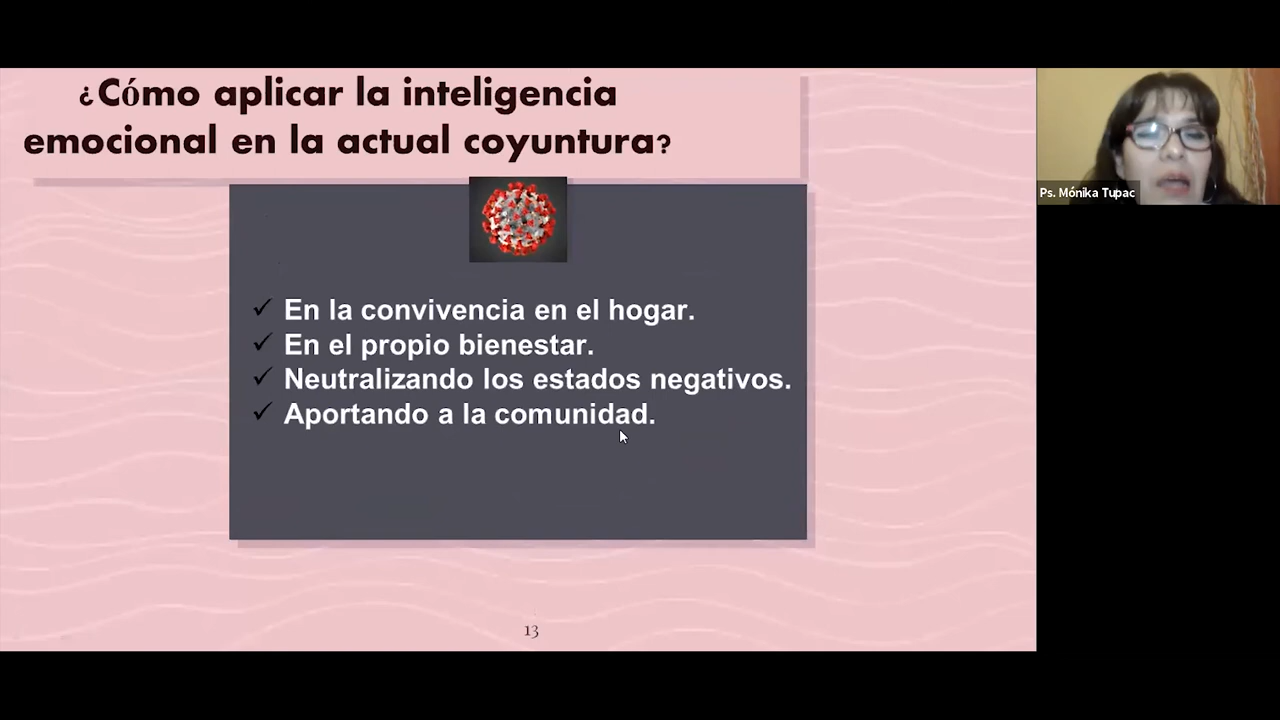 ¿Cómo aplicar la inteligencia
emocional en la actual coyuntura?
✓ En la convivencia en el hogar.
✓ En el propio bienestar.
✓ Neutralizando los estados negativos.
✓ Aportando a la comunidad.
13
Ps. Mónika Tupac